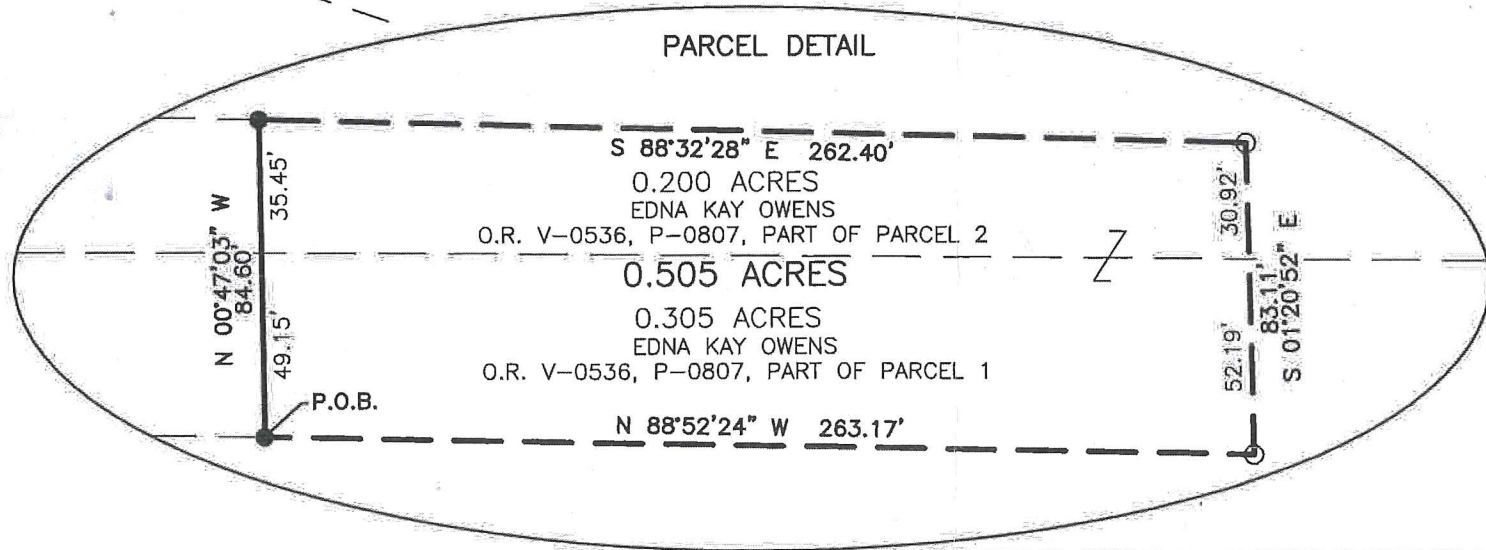 PARCEL DETAIL
S 88°32'28" E 262.40'
0.200 ACRES
EDNA KAY OWENS
O.R. V-0536, P-0807, PART OF PARCEL 2
0.505 ACRES
0.305 ACRES
EDNA KAY OWENS
O.R. V-0536, P-0807, PART OF PARCEL 1
N 88°52'24" W 263.17'
P.O.B.
N 00°47'03" W
84.60'
35.45'
49.15'
30.92'
52.19'
83.11'
S 01°20'52" E